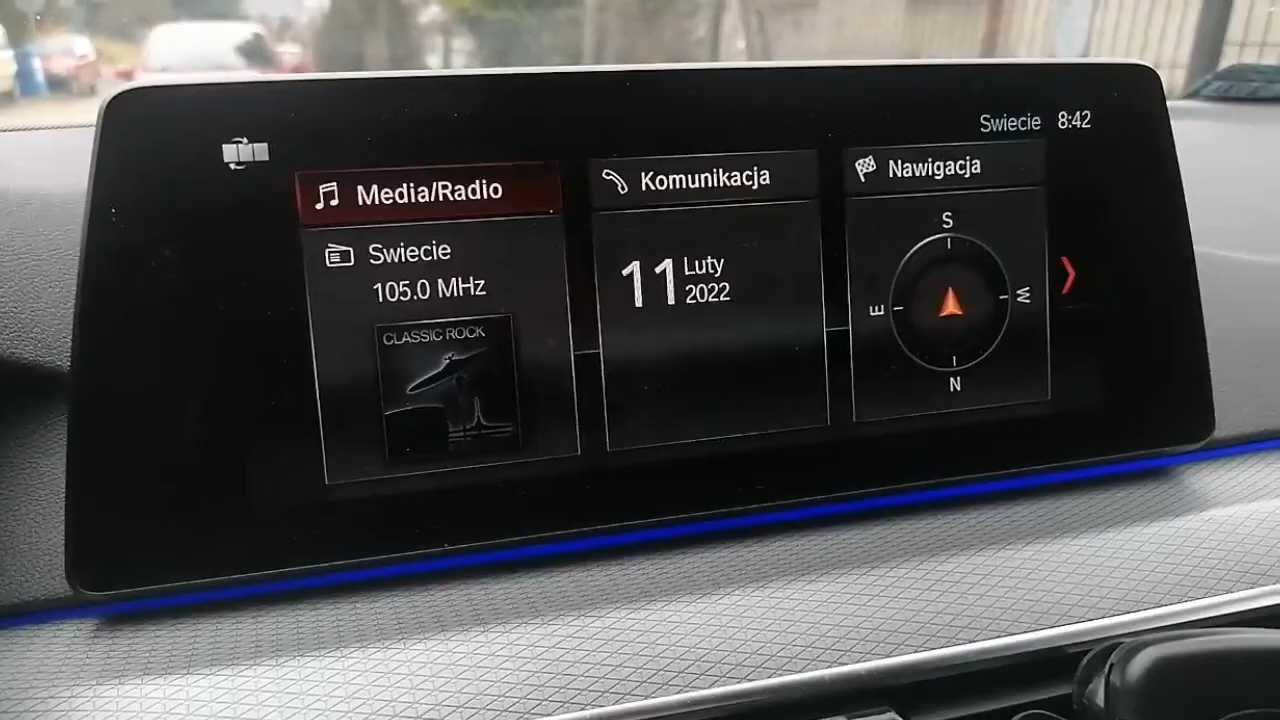 Swiecie 8:42
Media/Radio
Swiecie
105.0 MHz
CLASSIC ROCK
Komunikacja
11 Luty
2022
Nawigacja
S
E
W
N